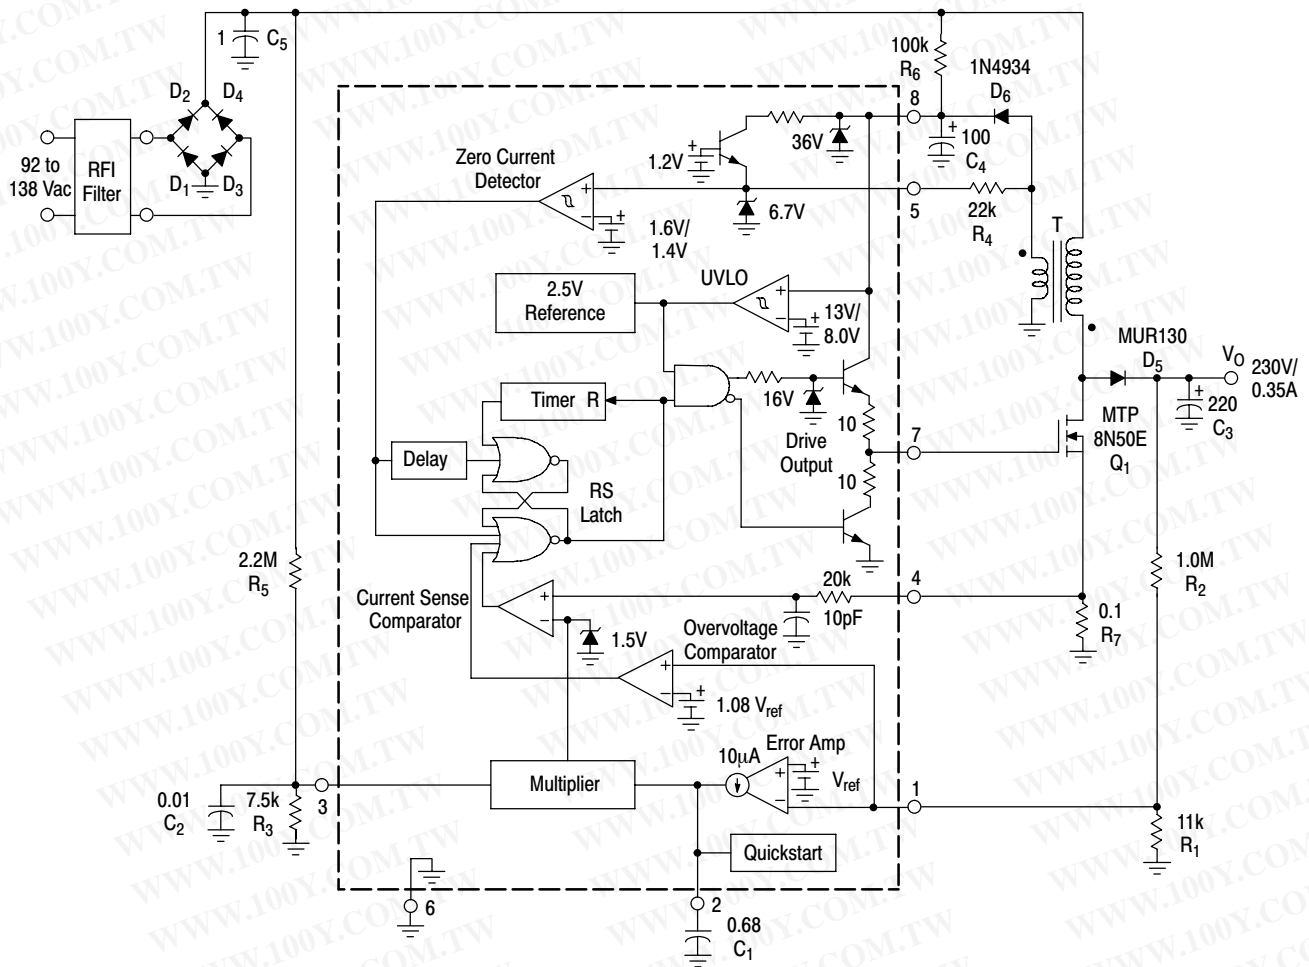 1
C5
D2
D4
92 to
138 Vac
RFI
Filter
D1
D3
100k
R6
1N4934
D6
8
100
C4
36V
1.2V
Zero Current
Detector
6.7V
5
22k
R4
1.6V/
1.4V
T
2.5V
Reference
UVLO
13V/
8.0V
MUR130
D5
VO
230V/
0.35A
220
C3
Timer
R
16V
10
Drive
Output
7
MTP
8N50E
Q1
Delay
10
RS
Latch
2.2M
R5
1.0M
R2
20k
4
10pF
Current Sense
Comparator
1.5V
0.1
R7
Overvoltage
Comparator
1.08 Vref
Error Amp
10μA
Vref
Multiplier
1
0.01
C2
7.5k
R3
3
11k
R1
Quickstart
6
2
0.68
C1
WWW.100Y.COM.TW